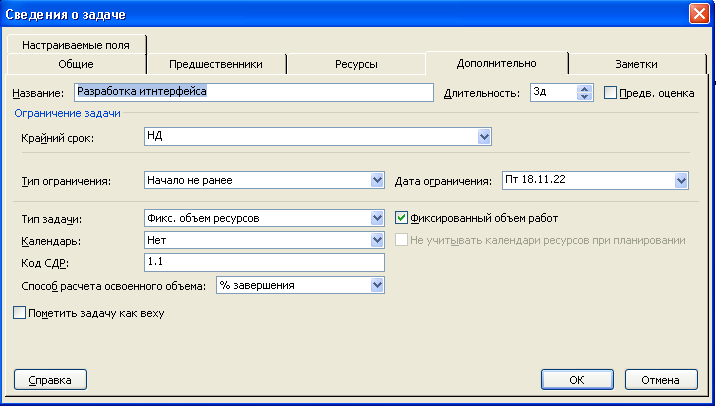 Сведения о задаче
Настраиваемые поля
Общие Предшественники Ресурсы Дополнительно Заметки
Название: Разработка итнтерфейса Длительность: 3д Предв. оценка
Ограничение задачи
Крайний срок: НД
Тип ограничения: Начало не ранее Дата ограничения: Пт 18.11.22
Тип задачи: Фикс. объем ресурсов Фиксированный объем работ
Календарь: Нет Не учитывать календари ресурсов при планировании
Код СДР: 1.1
Способ расчета освоенного объема: % завершения
Пометить задачу как веху
Справка ОК Отмена